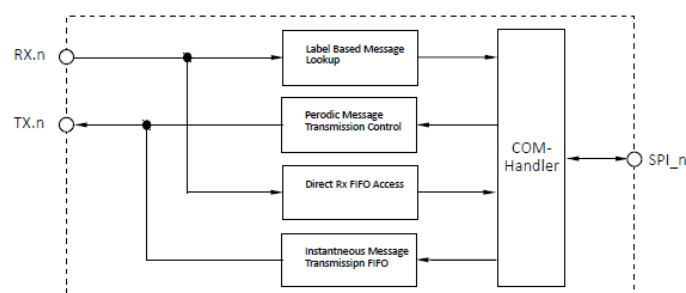 RX.n
Label Based Message
Lookup
TX.n
Perodic Message
Transmission Control
COM-
Handler
SPI_n
Direct Rx FIFO Access
Instantneous Message
Transmissipn FIFO